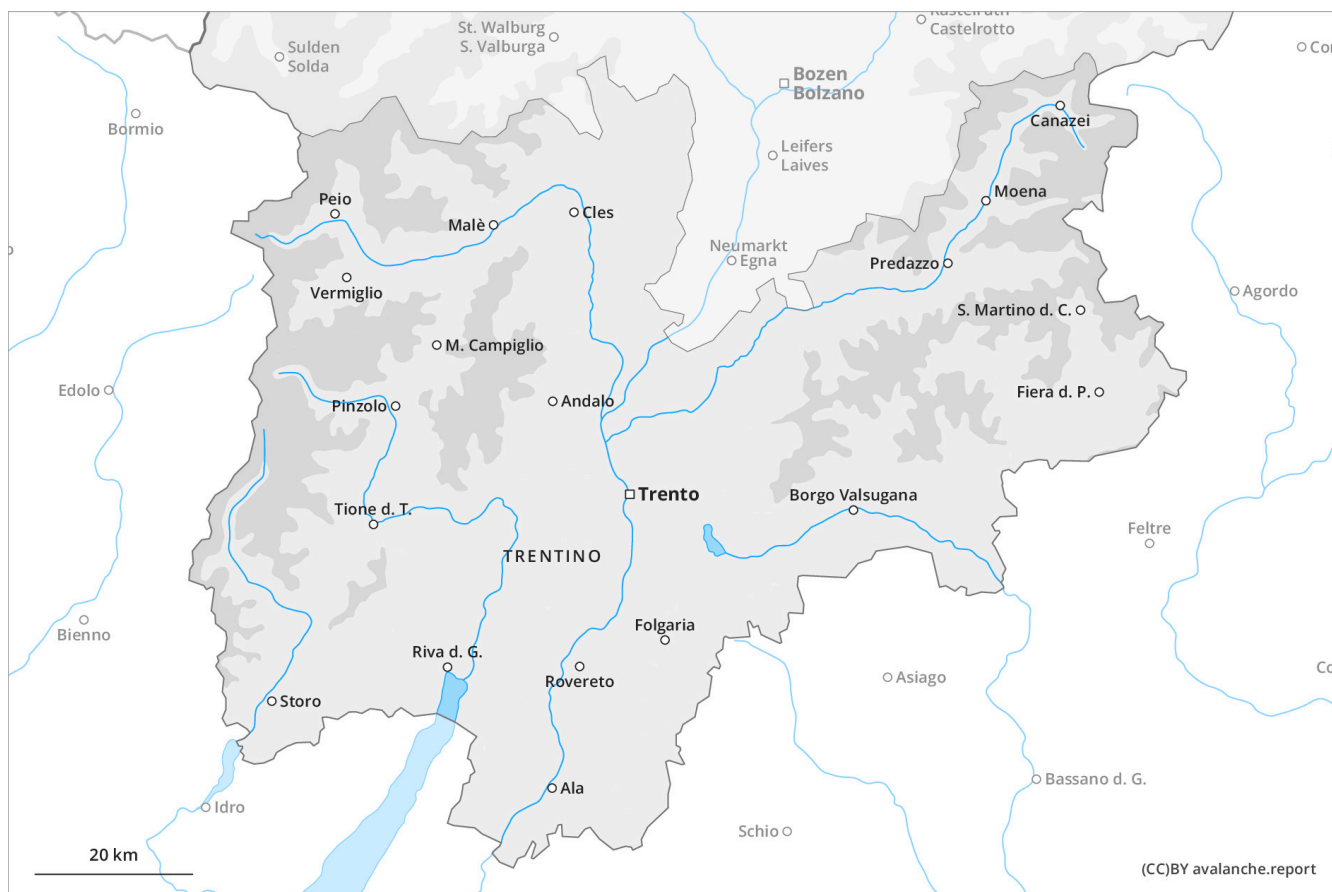 Kastelruth
Castelrotto
St. Walburg
S. Valburga
Sulden
Solda
Bozen
Bolzano
Bormio
Canazei
Leifers
Laives
Moena
Peio
Malè
Cles
Neumarkt
Egna
Predazzo
Vermiglio
Agordo
S. Martino d. C.
M. Campiglio
Edolo
Pinzolo
Andalo
Fiera d. P.
Trento
Borgo Valsugana
Tione d. T.
Feltre
TRENTINO
Bienno
Folgaria
Riva d. G.
Rovereto
Asiago
Storo
Bassano d. G.
Ala
Idro
Schio
20 km
(CC)BY avalanche.report